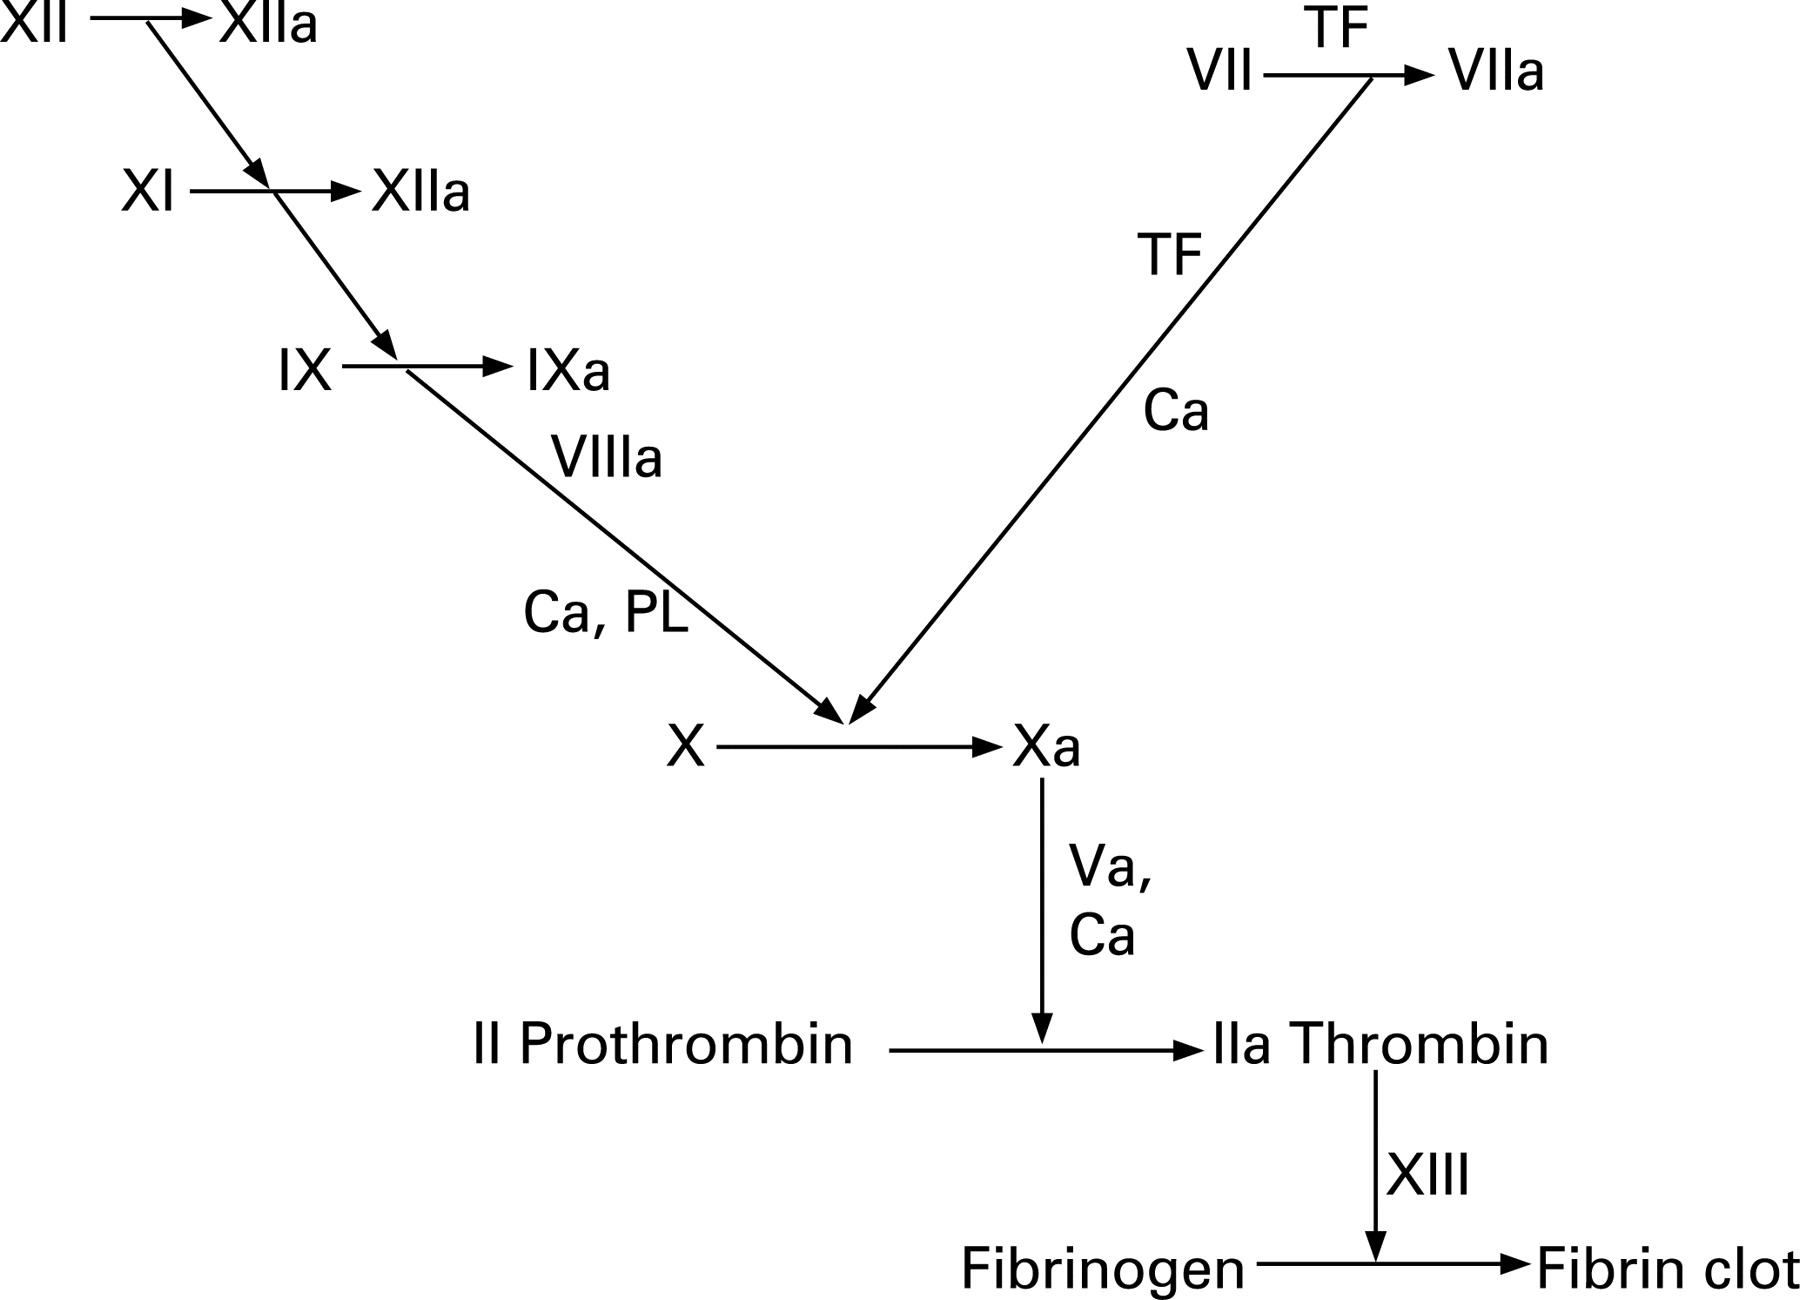 XII XIIa
TF
VII VIIa
XI XIIa
TF
IX IXa
Ca
VIIIa
Ca, PL
X Xa
Va,
Ca
II Prothrombin IIa Thrombin
XIII
Fibrinogen Fibrin clot